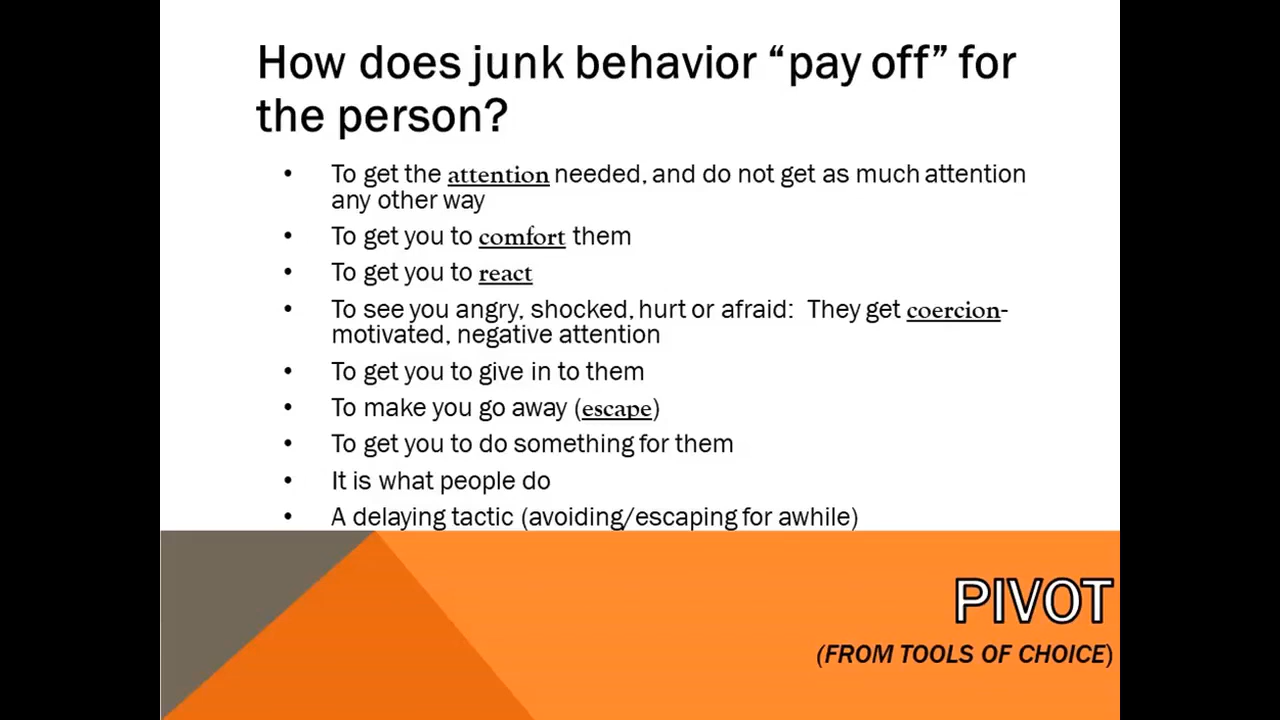 How does junk behavior “pay off” for
the person?
• To get the attention needed, and do not get as much attention
any other way
• To get you to comfort them
• To get you to react
• To see you angry, shocked, hurt or afraid: They get coercion-
motivated, negative attention
• To get you to give in to them
• To make you go away (escape)
• To get you to do something for them
• It is what people do
• A delaying tactic (avoiding/escaping for awhile)
PIVOT
(FROM TOOLS OF CHOICE)